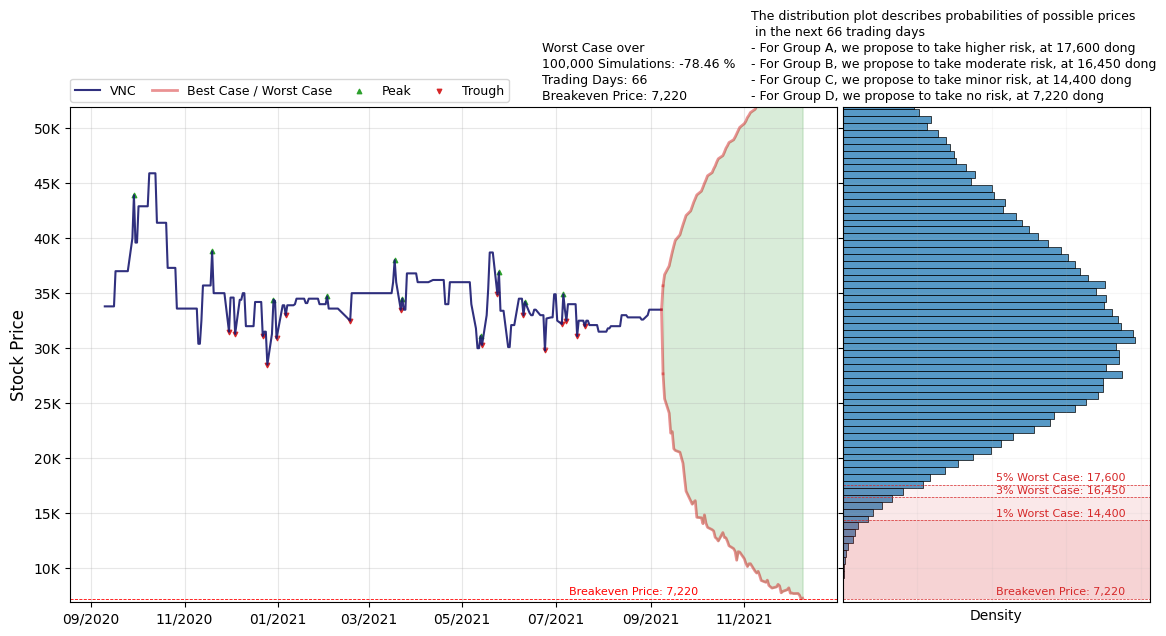 The distribution plot describes probabilities of possible prices
in the next 66 trading days
- For Group A, we propose to take higher risk, at 17,600 dong
- For Group B, we propose to take moderate risk, at 16,450 dong
- For Group C, we propose to take minor risk, at 14,400 dong
- For Group D, we propose to take no risk, at 7,220 dong
Worst Case over
100,000 Simulations: -78.46 %
Trading Days: 66
Breakeven Price: 7,220
VNC
Best Case / Worst Case
Peak
Trough
Stock Price
50K
45K
40K
35K
30K
25K
20K
15K
10K
Breakeven Price: 7,220
09/2020
11/2020
01/2021
03/2021
05/2021
07/2021
09/2021
11/2021
5% Worst Case: 17,600
3% Worst Case: 16,450
1% Worst Case: 14,400
Breakeven Price: 7,220
Density